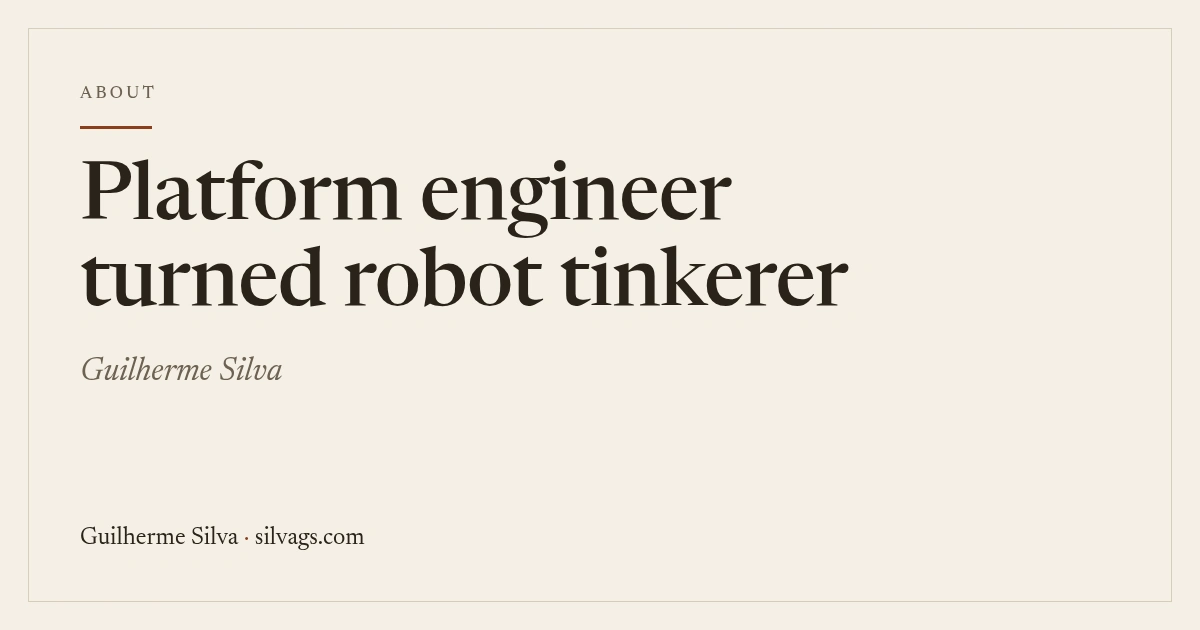 ABOUT
Platform engineer
turned robot tinkerer
Guilherme Silva
Guilherme Silva · silvags.com